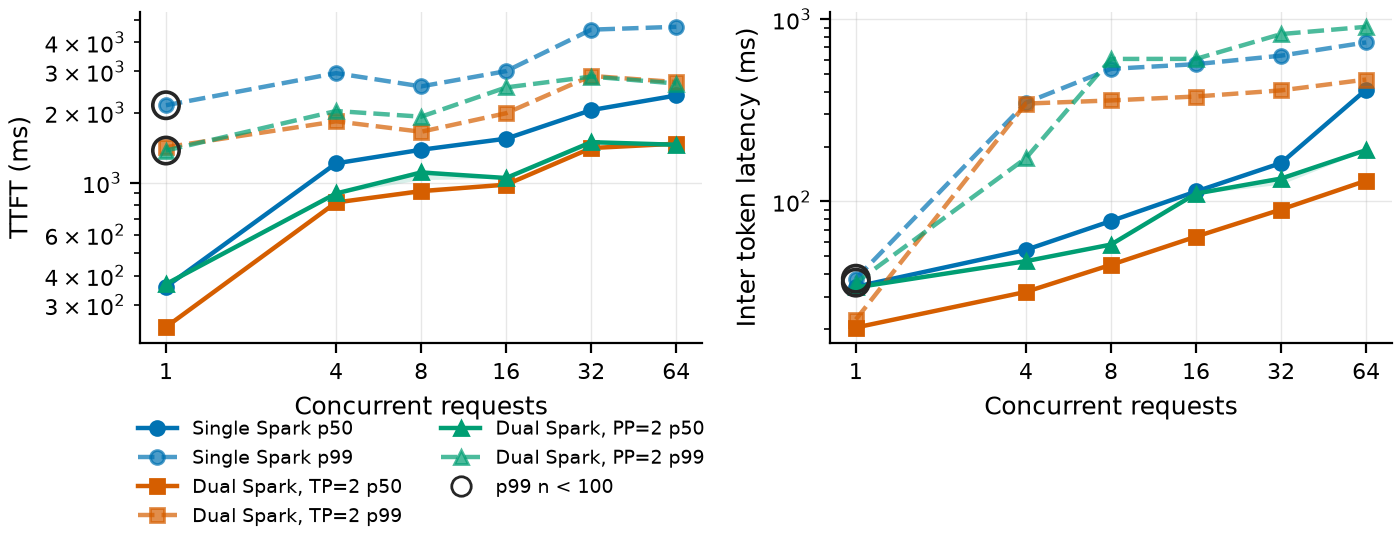 TTFT (ms)
4 × 10³
3 × 10³
2 × 10³
10³
6 × 10²
4 × 10²
3 × 10²
1 4 8 16 32 64
Concurrent requests
Inter token latency (ms)
10³
10²
1 4 8 16 32 64
Concurrent requests
Single Spark p50
Single Spark p99
Dual Spark, TP=2 p50
Dual Spark, TP=2 p99
Dual Spark, PP=2 p50
Dual Spark, PP=2 p99
p99 n < 100